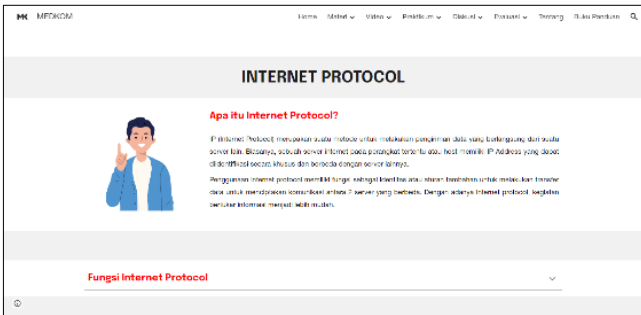 MK MEDKOM
Home Materi Video Praktikum Diskusi Evaluasi Tentang Buku Panduan
INTERNET PROTOCOL
Apa itu Internet Protocol?
IP (Internet Protocol) merupakan suatu metode untuk melakukan pengiriman data yang berlangsung dari suatu
server lain. Biasanya, sebuah server internet pada perangkat tertentu atau host memiliki IP Address yang dapat
di identifikasi secara khusus dan berbeda dengan server lainnya.
Penggunaan internet protocol memiliki fungsi sebagai identitas atau aturan tambahan untuk melakukan transfer
data untuk menciptakan komunikasi antara 2 server yang berbeda. Dengan adanya internet protocol, kegiatan
bertukar informasi menjadi lebih mudah.
Fungsi Internet Protocol